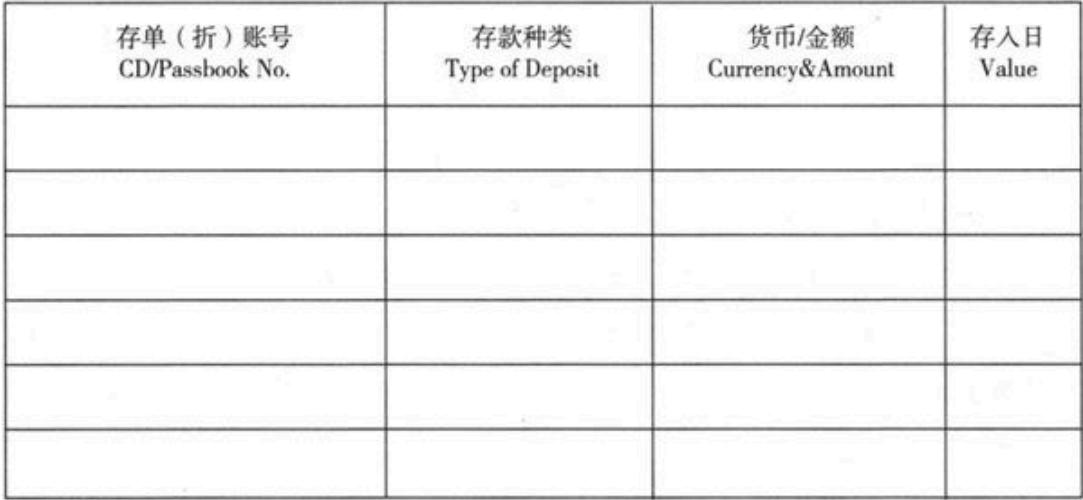 存单（折）账号
CD/Passbook No.
存款种类
Type of Deposit
货币/金额
Currency&Amount
存入日
Value